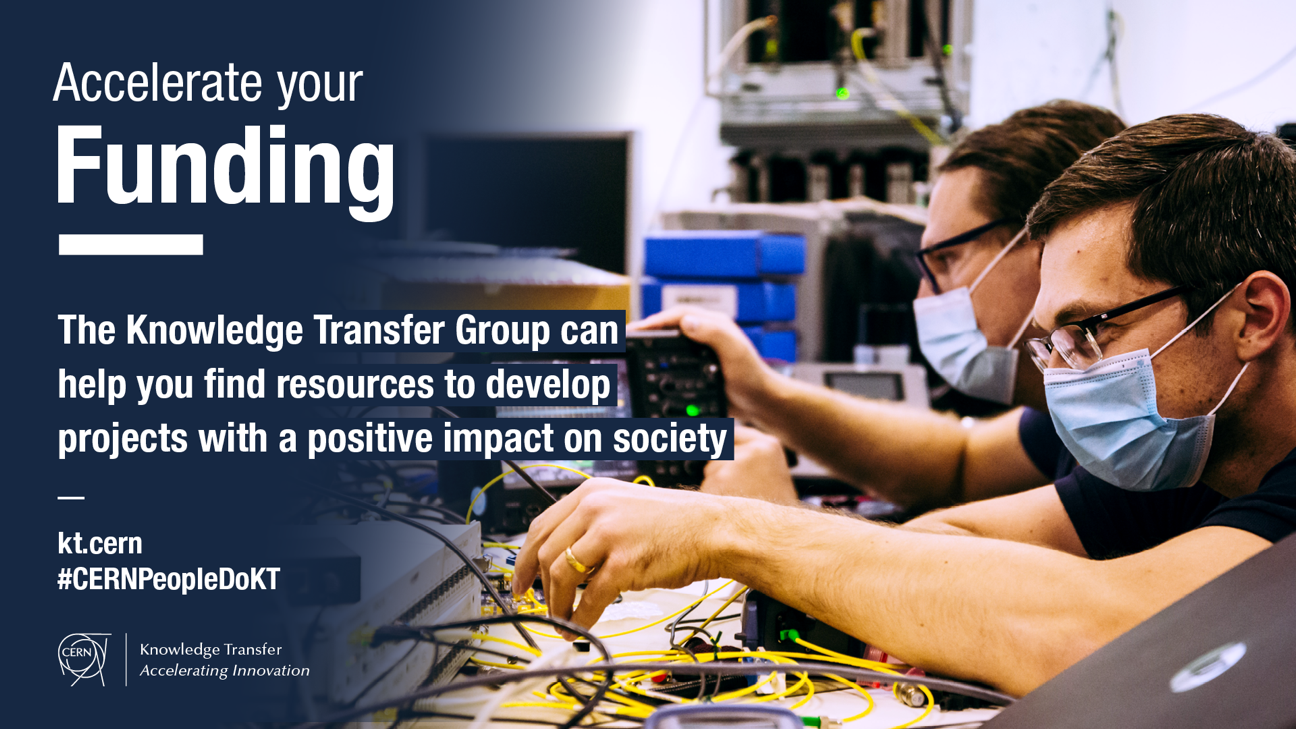 Accelerate your
Funding
The Knowledge Transfer Group can
help you find resources to develop
projects with a positive impact on society
kt.cern
#CERNPeopleDoKT
CERN
Knowledge Transfer
Accelerating Innovation